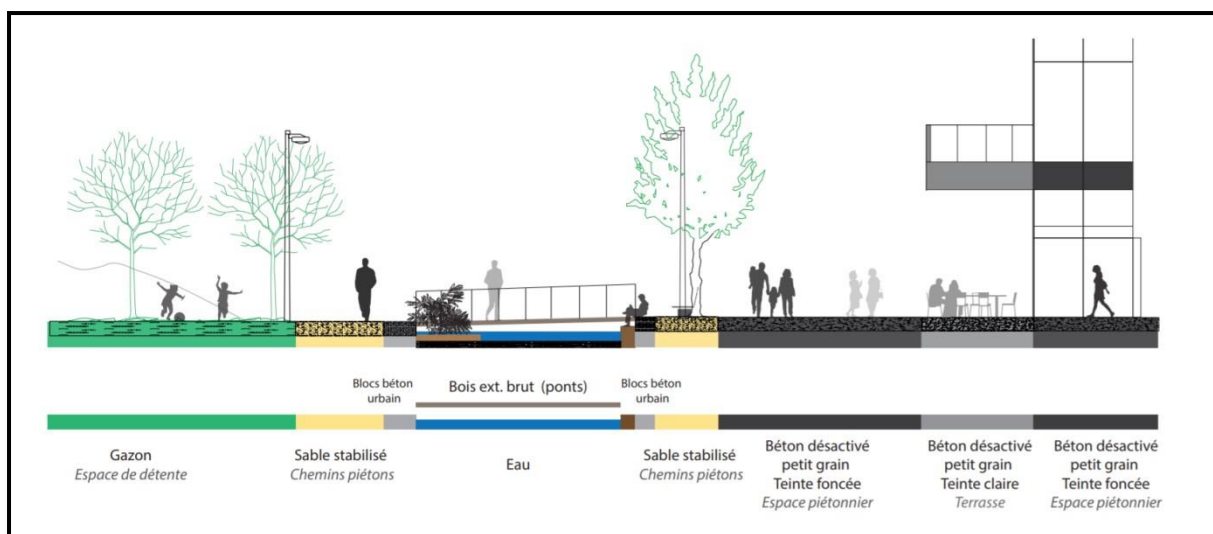 Blocs béton
urbain
Bois ext. brut (ponts)
Blocs béton
urbain
Gazon
Espace de détente
Sable stabilisé
Chemins piétons
Eau
Sable stabilisé
Chemins piétons
Béton désactivé
petit grain
Teinte foncée
Espace piétonnier
Béton désactivé
petit grain
Teinte claire
Terrasse
Béton désactivé
petit grain
Teinte foncée
Espace piétonnier